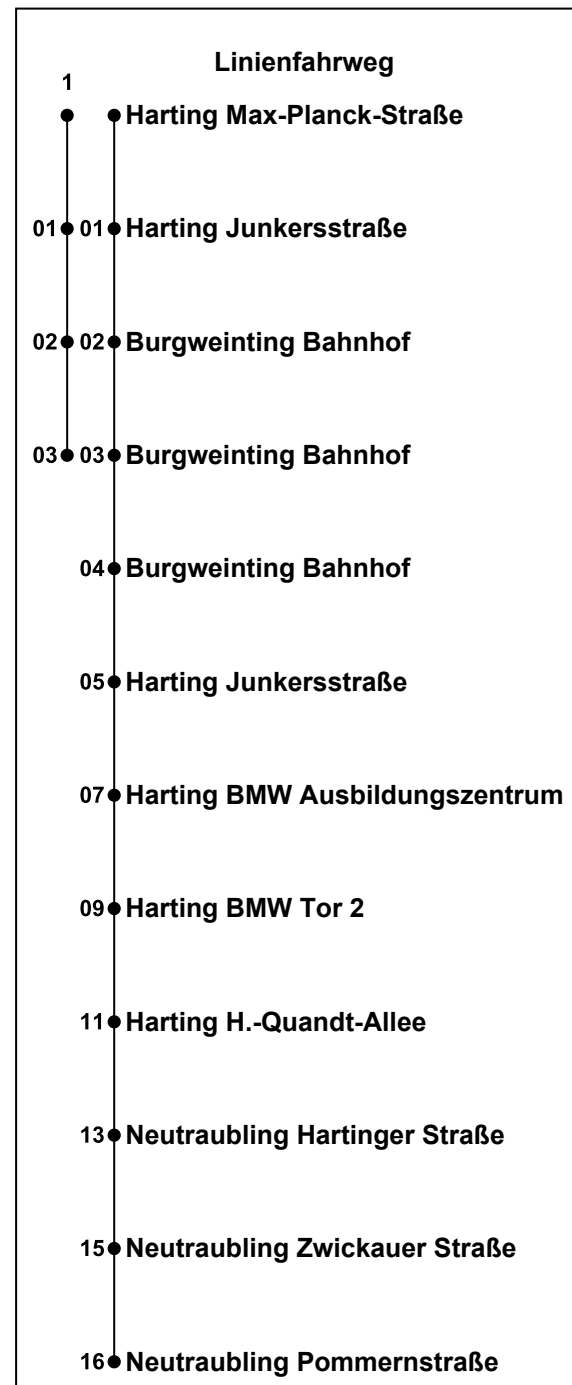 Linienfahrweg
1
Harting Max-Planck-Straße
01 01 Harting Junkersstraße
02 02 Burgweinting Bahnhof
03 03 Burgweinting Bahnhof
04 Burgweinting Bahnhof
05 Harting Junkersstraße
07 Harting BMW Ausbildungszentrum
09 Harting BMW Tor 2
11 Harting H.-Quandt-Allee
13 Neutraubling Hartinger Straße
15 Neutraubling Zwickauer Straße
16 Neutraubling Pommernstraße